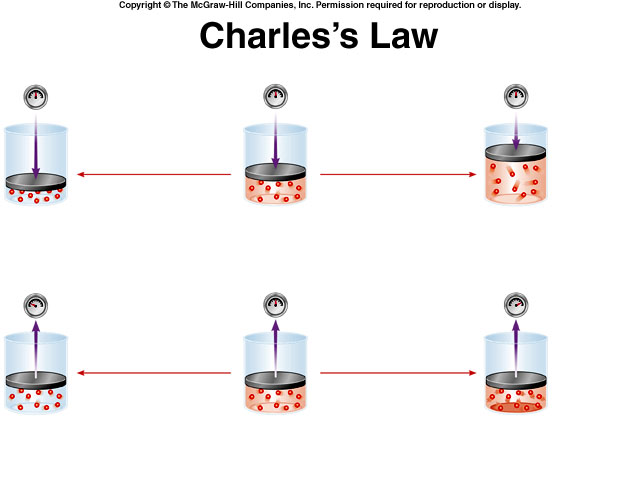 Copyright © The McGraw-Hill Companies, Inc. Permission required for reproduction or display.
Charles’s Law